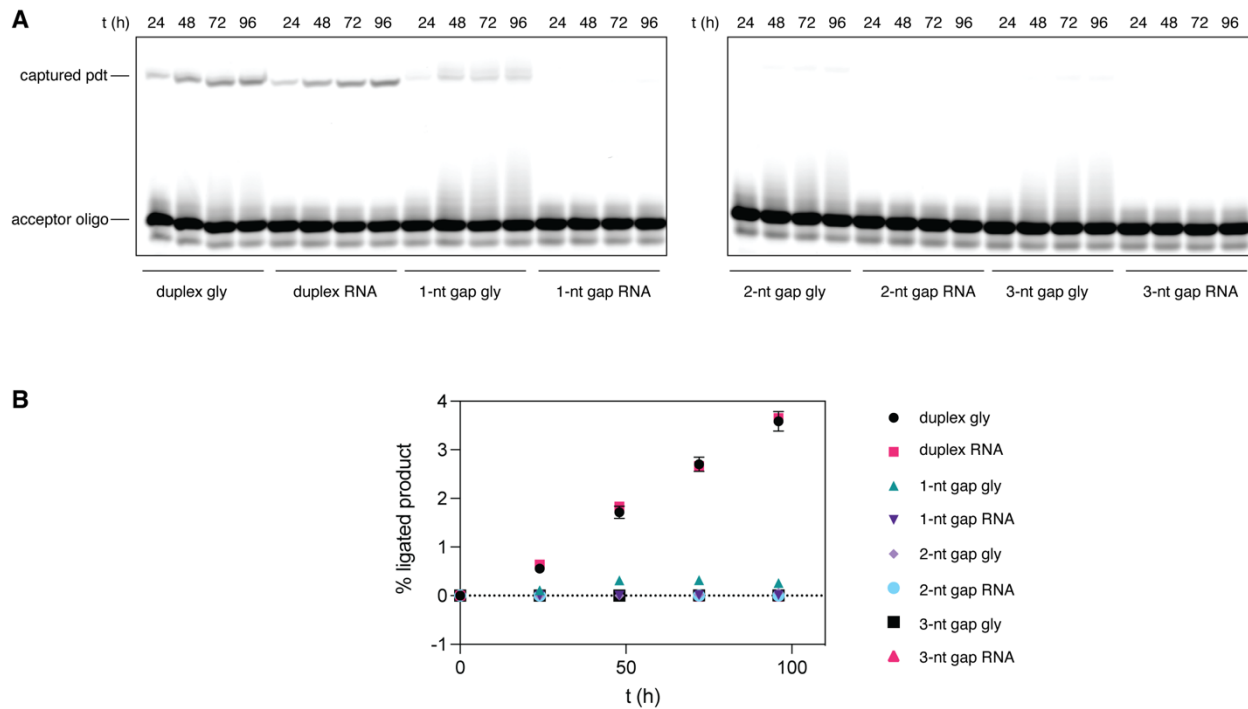 A
t (h) 24 48 72 96 24 48 72 96 24 48 72 96 24 48 72 96
24 48 72 96 24 48 72 96 24 48 72 96 24 48 72 96
captured pdt
acceptor oligo
duplex gly duplex RNA 1-nt gap gly 1-nt gap RNA
2-nt gap gly 2-nt gap RNA 3-nt gap gly 3-nt gap RNA
B
% ligated product
4
3
2
1
0
-1
0 50 100
t (h)
duplex gly
duplex RNA
1-nt gap gly
1-nt gap RNA
2-nt gap gly
2-nt gap RNA
3-nt gap gly
3-nt gap RNA